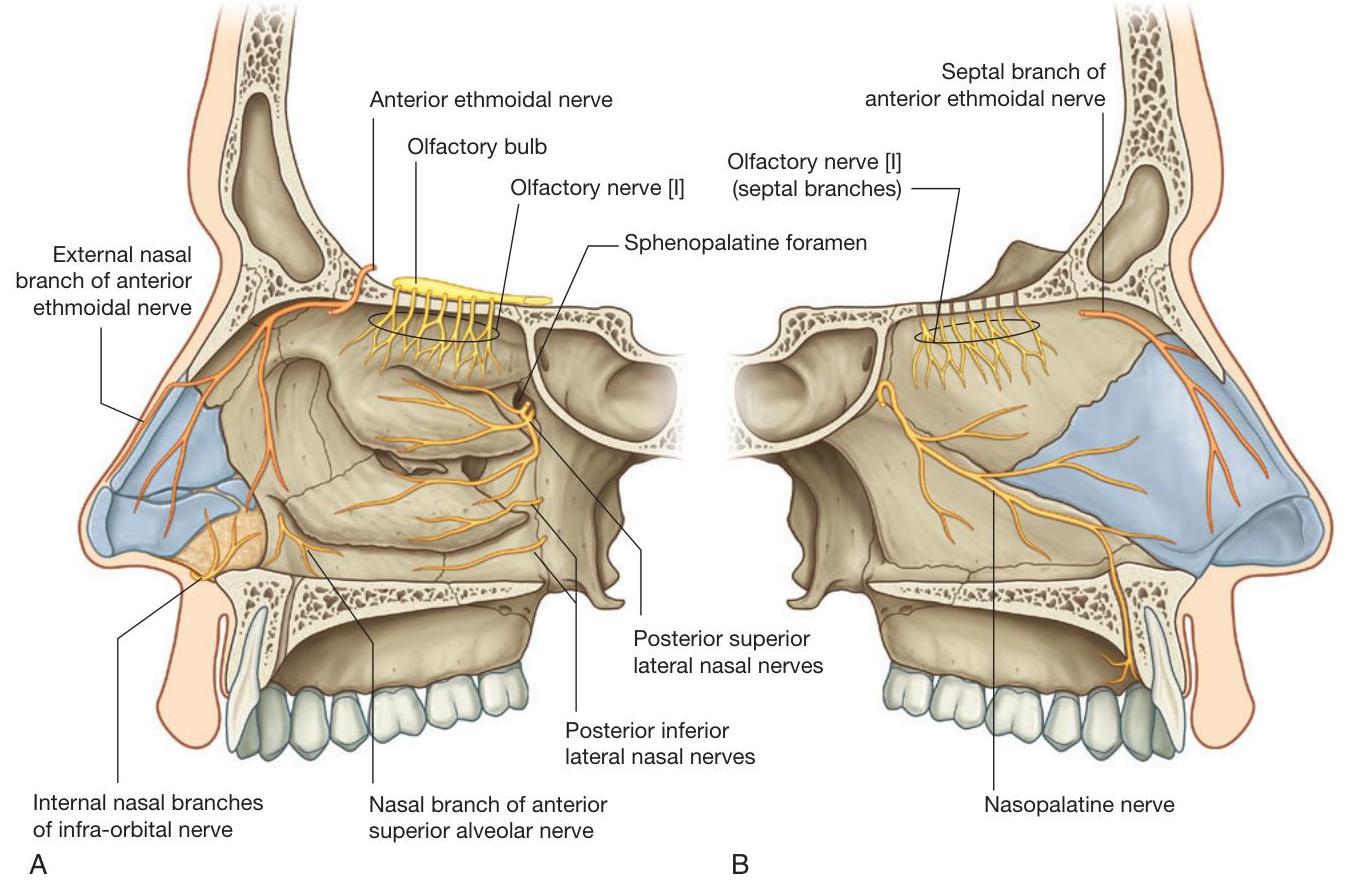 Anterior ethmoidal nerve
Olfactory bulb
Olfactory nerve [I]
Sphenopalatine foramen
External nasal
branch of anterior
ethmoidal nerve
Posterior superior
lateral nasal nerves
Posterior inferior
lateral nasal nerves
Internal nasal branches
of infra-orbital nerve
Nasal branch of anterior
superior alveolar nerve
A
Septal branch of
anterior ethmoidal nerve
Olfactory nerve [I]
(septal branches)
Nasopalatine nerve
B